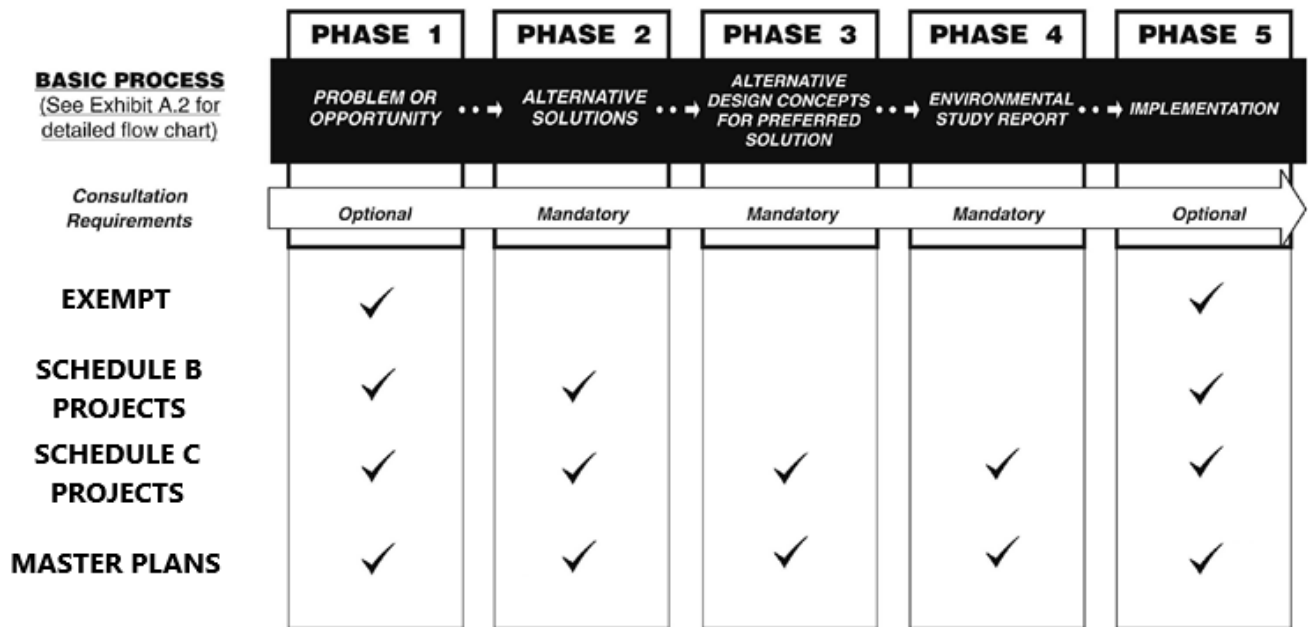 PHASE 1
PHASE 2
PHASE 3
PHASE 4
PHASE 5
BASIC PROCESS
(See Exhibit A.2 for
detailed flow chart)
PROBLEM OR
OPPORTUNITY
ALTERNATIVE
SOLUTIONS
ALTERNATIVE
DESIGN CONCEPTS
FOR PREFERRED
SOLUTION
ENVIRONMENTAL
STUDY REPORT
IMPLEMENTATION
Consultation
Requirements
Optional
Mandatory
Mandatory
Mandatory
Optional
EXEMPT
SCHEDULE B
PROJECTS
SCHEDULE C
PROJECTS
MASTER PLANS